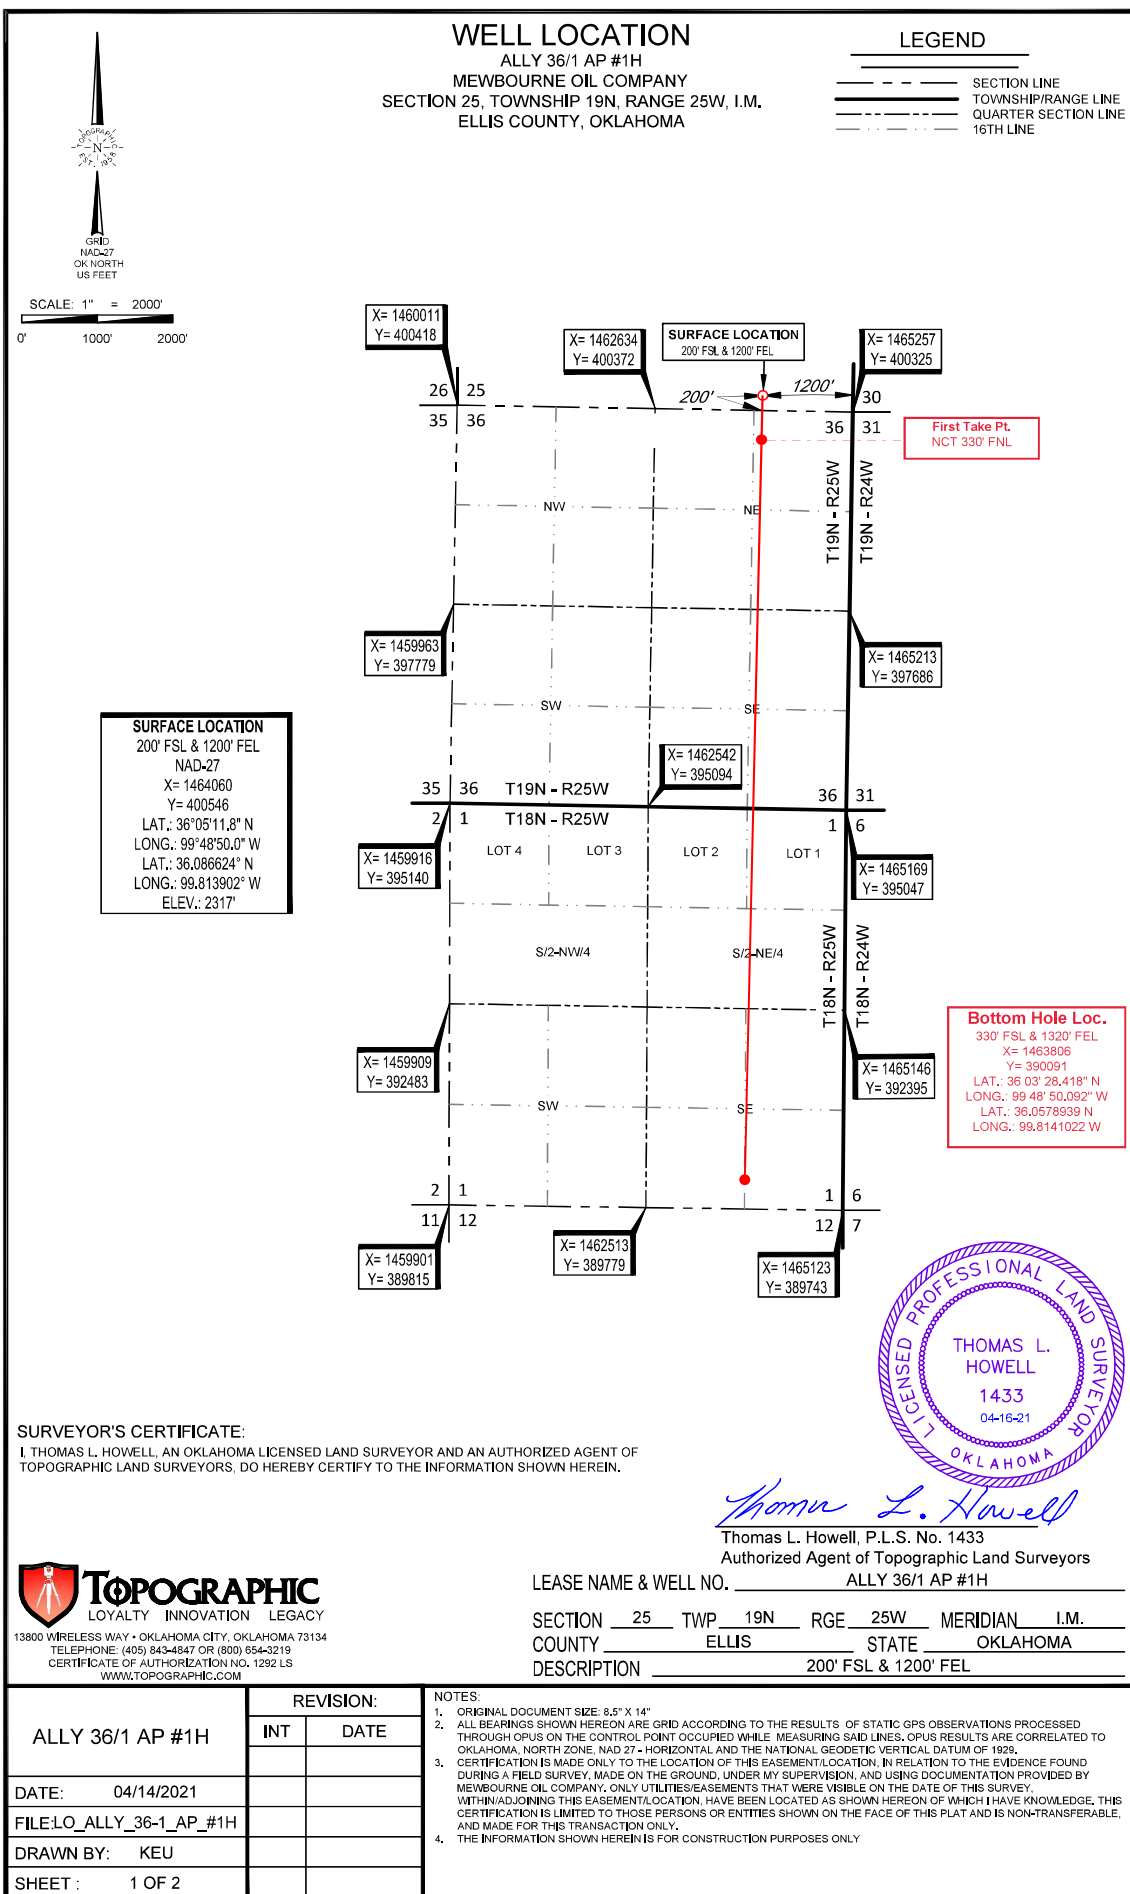 WELL LOCATION
ALLY 36/1 AP #1H
MEWBOURNE OIL COMPANY
SECTION 25, TOWNSHIP 19N, RANGE 25W, I.M.
ELLIS COUNTY, OKLAHOMA
LEGEND
SECTION LINE
TOWNSHIP/RANGE LINE
QUARTER SECTION LINE
16TH LINE
TOPOGRAPHIC
N
EST. 1958
GRID
NAD-27
OK NORTH
US FEET
SCALE: 1" = 2000'
0' 1000' 2000'
X= 1460011
Y= 400418
X= 1462634
Y= 400372
SURFACE LOCATION
200' FSL & 1200' FEL
X= 1465257
Y= 400325
26 25
35 36
200'
1200'
30
36 31
First Take Pt.
NCT 330' FNL
T19N - R25W
T19N - R24W
NW
NE
X= 1459963
Y= 397779
X= 1465213
Y= 397686
SW
SE
SURFACE LOCATION
200' FSL & 1200' FEL
NAD-27
X= 1464060
Y= 400546
LAT.: 36°05'11.8" N
LONG.: 99°48'50.0" W
LAT.: 36.086624° N
LONG.: 99.813902° W
ELEV.: 2317'
X= 1462542
Y= 395094
35 36 T19N - R25W 36 31
2 1 T18N - R25W 1 6
LOT 4 LOT 3 LOT 2 LOT 1
X= 1459916
Y= 395140
X= 1465169
Y= 395047
S/2-NW/4
S/2-NE/4
T18N - R25W
T18N - R24W
Bottom Hole Loc.
330' FSL & 1320' FEL
X= 1463806
Y= 390091
LAT.: 36 03' 28.418" N
LONG.: 99 48' 50.092" W
LAT.: 36.0578939 N
LONG.: 99.8141022 W
X= 1459909
Y= 392483
X= 1465146
Y= 392395
SW
SE
2 1
11 12
1 6
12 7
X= 1459901
Y= 389815
X= 1462513
Y= 389779
X= 1465123
Y= 389743
LICENSED PROFESSIONAL LAND SURVEYOR
THOMAS L.
HOWELL
1433
04-16-21
OKLAHOMA
SURVEYOR'S CERTIFICATE:
I, THOMAS L. HOWELL, AN OKLAHOMA LICENSED LAND SURVEYOR AND AN AUTHORIZED AGENT OF
TOPOGRAPHIC LAND SURVEYORS, DO HEREBY CERTIFY TO THE INFORMATION SHOWN HEREIN.
Thomas L. Howell
Thomas L. Howell, P.L.S. No. 1433
Authorized Agent of Topographic Land Surveyors
TOPOGRAPHIC
LOYALTY INNOVATION LEGACY
13800 WIRELESS WAY • OKLAHOMA CITY, OKLAHOMA 73134
TELEPHONE: (405) 843-4847 OR (800) 654-3219
CERTIFICATE OF AUTHORIZATION NO. 1292 LS
WWW.TOPOGRAPHIC.COM
LEASE NAME & WELL NO. ALLY 36/1 AP #1H
SECTION 25 TWP 19N RGE 25W MERIDIAN I.M.
COUNTY ELLIS STATE OKLAHOMA
DESCRIPTION 200' FSL & 1200' FEL
ALLY 36/1 AP #1H
REVISION:
INT DATE
DATE: 04/14/2021
FILE:LO_ALLY_36-1_AP_#1H
DRAWN BY: KEU
SHEET : 1 OF 2
NOTES:
1. ORIGINAL DOCUMENT SIZE: 8.5" X 14"
2. ALL BEARINGS SHOWN HEREON ARE GRID ACCORDING TO THE RESULTS OF STATIC GPS OBSERVATIONS PROCESSED
THROUGH OPUS ON THE CONTROL POINT OCCUPIED WHILE MEASURING SAID LINES. OPUS RESULTS ARE CORRELATED TO
OKLAHOMA, NORTH ZONE, NAD 27 - HORIZONTAL AND THE NATIONAL GEODETIC VERTICAL DATUM OF 1929.
3. CERTIFICATION IS MADE ONLY TO THE LOCATION OF THIS EASEMENT/LOCATION, IN RELATION TO THE EVIDENCE FOUND
DURING A FIELD SURVEY, MADE ON THE GROUND, UNDER MY SUPERVISION, AND USING DOCUMENTATION PROVIDED BY
MEWBOURNE OIL COMPANY. ONLY UTILITIES/EASEMENTS THAT WERE VISIBLE ON THE DATE OF THIS SURVEY,
WITHIN/ADJOINING THIS EASEMENT/LOCATION, HAVE BEEN LOCATED AS SHOWN HEREON OF WHICH I HAVE KNOWLEDGE. THIS
CERTIFICATION IS LIMITED TO THOSE PERSONS OR ENTITIES SHOWN ON THE FACE OF THIS PLAT AND IS NON-TRANSFERABLE,
AND MADE FOR THIS TRANSACTION ONLY.
4. THE INFORMATION SHOWN HEREIN IS FOR CONSTRUCTION PURPOSES ONLY